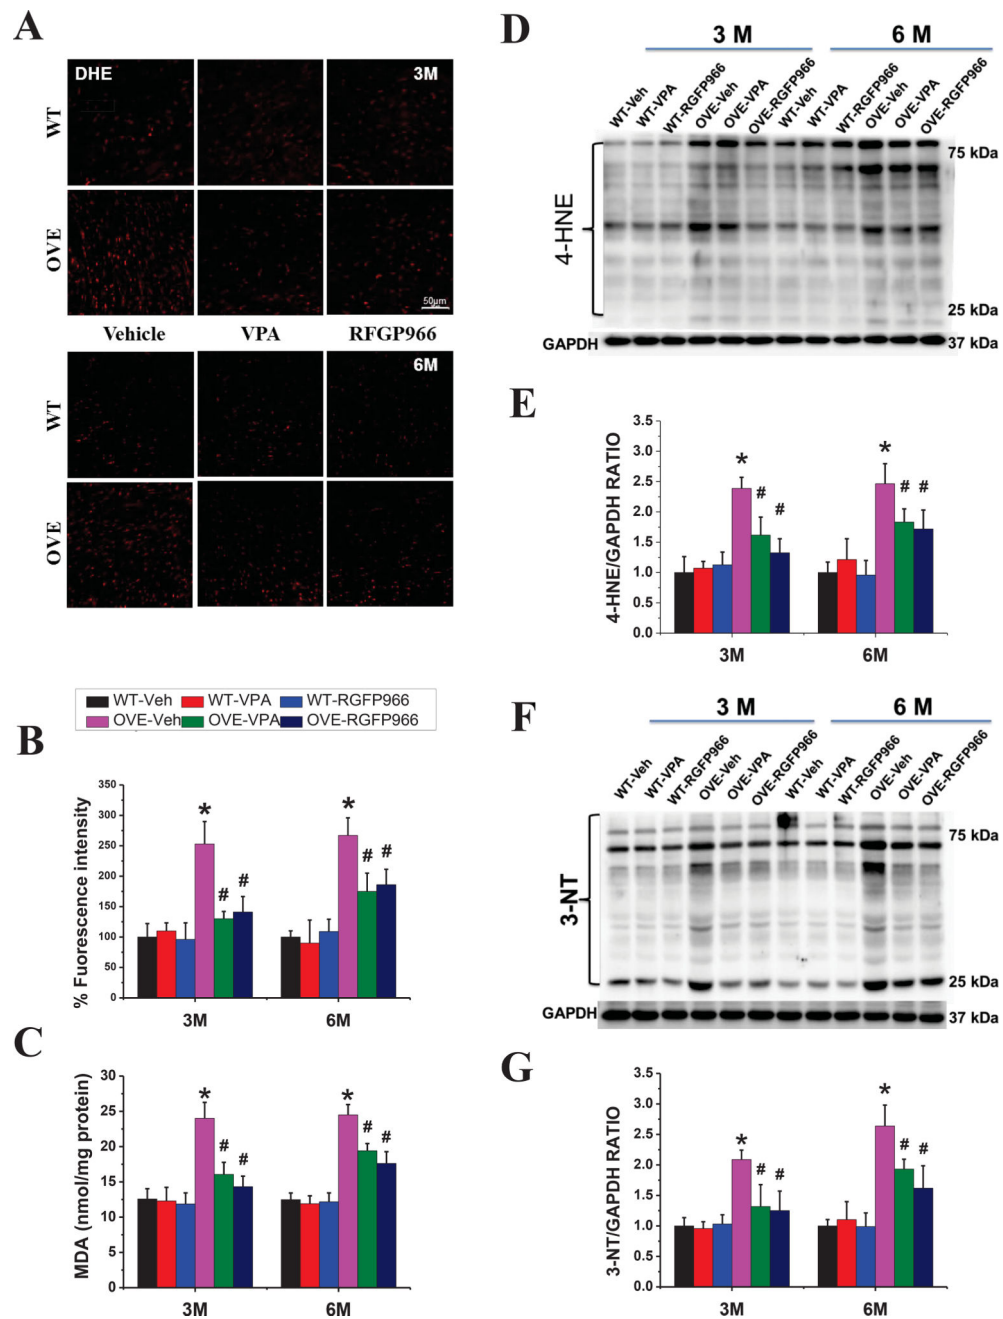 A
DHE
3M
WT
OVE
50µm
Vehicle VPA RFGP966
6M
WT
OVE
WT-Veh WT-VPA WT-RGFP966
OVE-Veh OVE-VPA OVE-RGFP966
B
% Fluorescence intensity
350
300
250
200
150
100
50
0
* # # * # #
3M 6M
C
MDA (nmol/mg protein)
30
25
20
15
10
5
0
* # # * # #
3M 6M
D
3 M 6 M
WT-Veh WT-VPA WT-RGFP966 OVE-Veh OVE-VPA OVE-RGFP966 WT-Veh WT-VPA WT-RGFP966 OVE-Veh OVE-VPA OVE-RGFP966
4-HNE
75 kDa
25 kDa
GAPDH 37 kDa
E
4-HNE/GAPDH RATIO
3.5
3.0
2.5
2.0
1.5
1.0
0.5
0.0
* # # * # #
3M 6M
F
3 M 6 M
WT-Veh WT-VPA WT-RGFP966 OVE-Veh OVE-VPA OVE-RGFP966 WT-Veh WT-VPA WT-RGFP966 OVE-Veh OVE-VPA OVE-RGFP966
3-NT
75 kDa
25 kDa
GAPDH 37 kDa
G
3-NT/GAPDH RATIO
3.5
3.0
2.5
2.0
1.5
1.0
0.5
0.0
* # # * # #
3M 6M